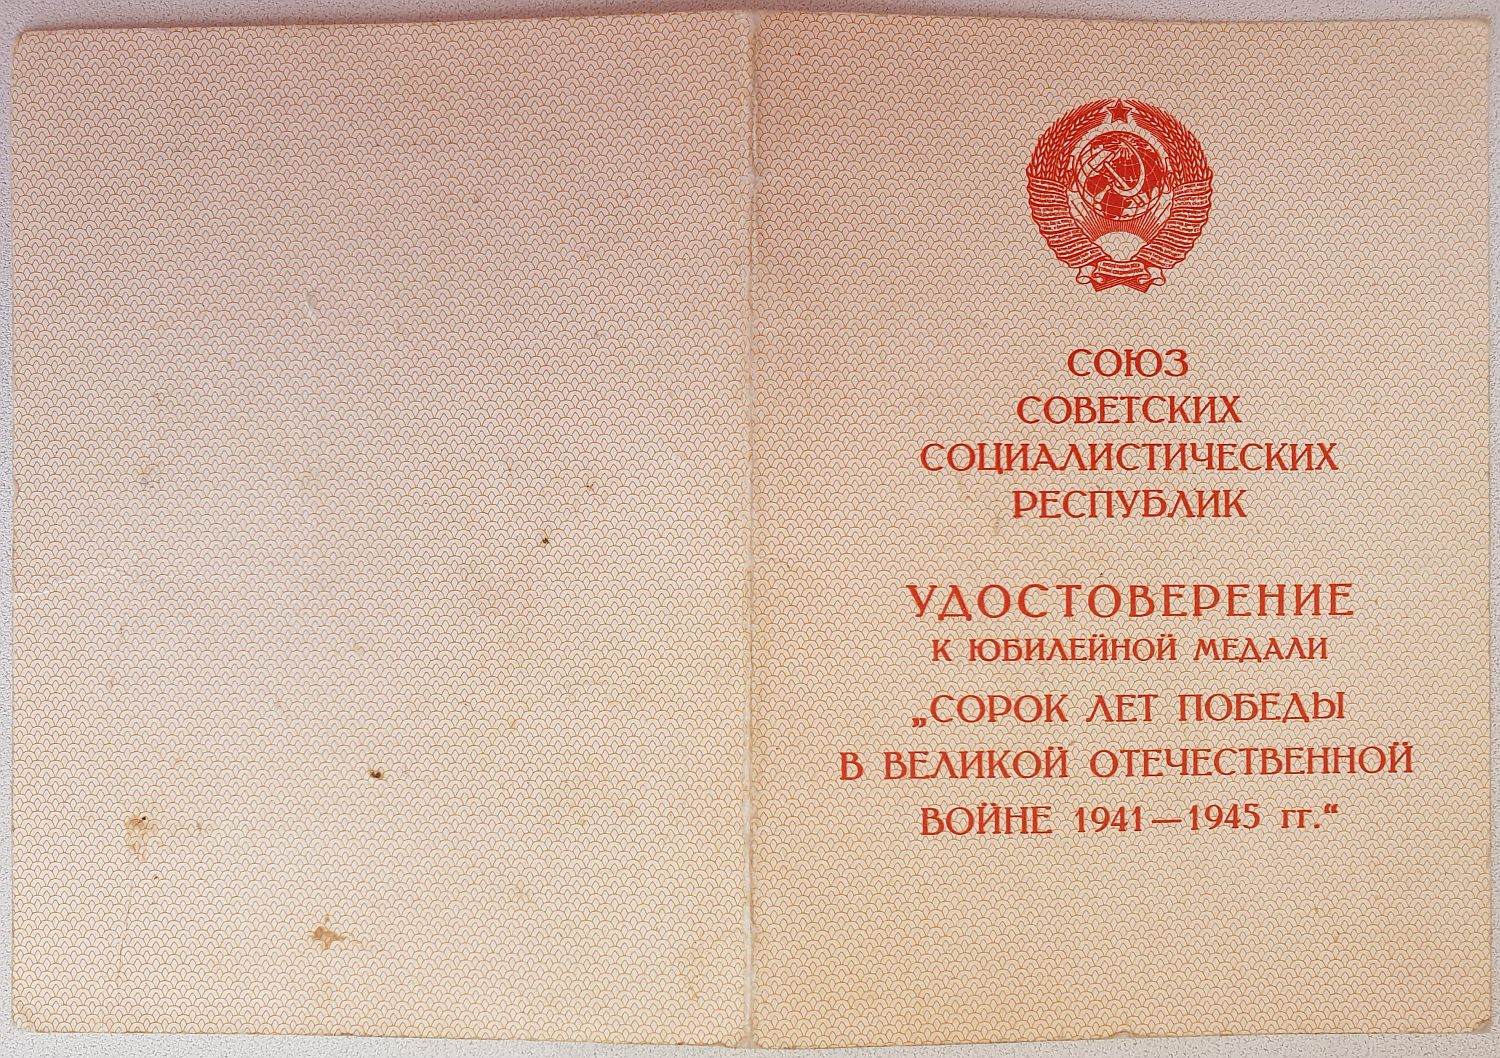 СОЮЗ
СОВЕТСКИХ
СОЦИАЛИСТИЧЕСКИХ
РЕСПУБЛИК
УДОСТОВЕРЕНИЕ
К ЮБИЛЕЙНОЙ МЕДАЛИ
„СОРОК ЛЕТ ПОБЕДЫ
В ВЕЛИКОЙ ОТЕЧЕСТВЕННОЙ
ВОЙНЕ 1941—1945 гг.“